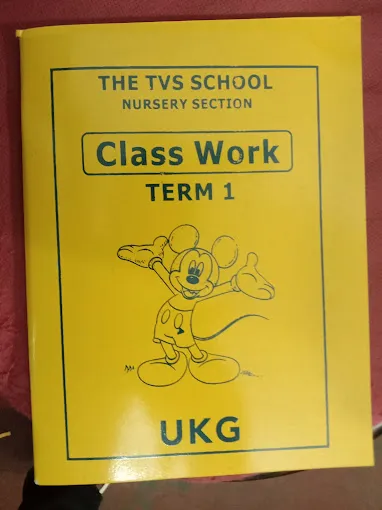 THE TVS SCHOOL
NURSERY SECTION
Class Work
TERM 1
UKG